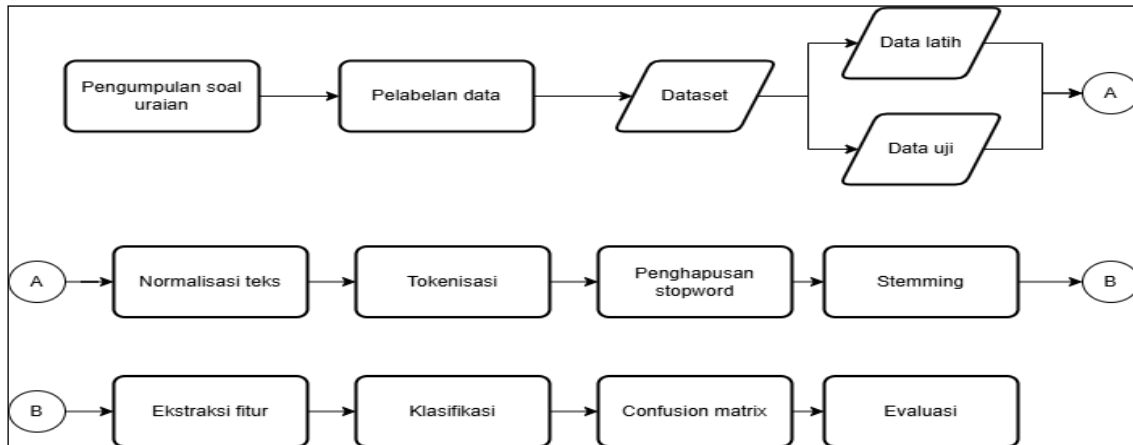 Pengumpulan soal
uraian
Pelabelan data
Dataset
Data latih
Data uji
A
A
Normalisasi teks
Tokenisasi
Penghapusan
stopword
Stemming
B
B
Ekstraksi fitur
Klasifikasi
Confusion matrix
Evaluasi